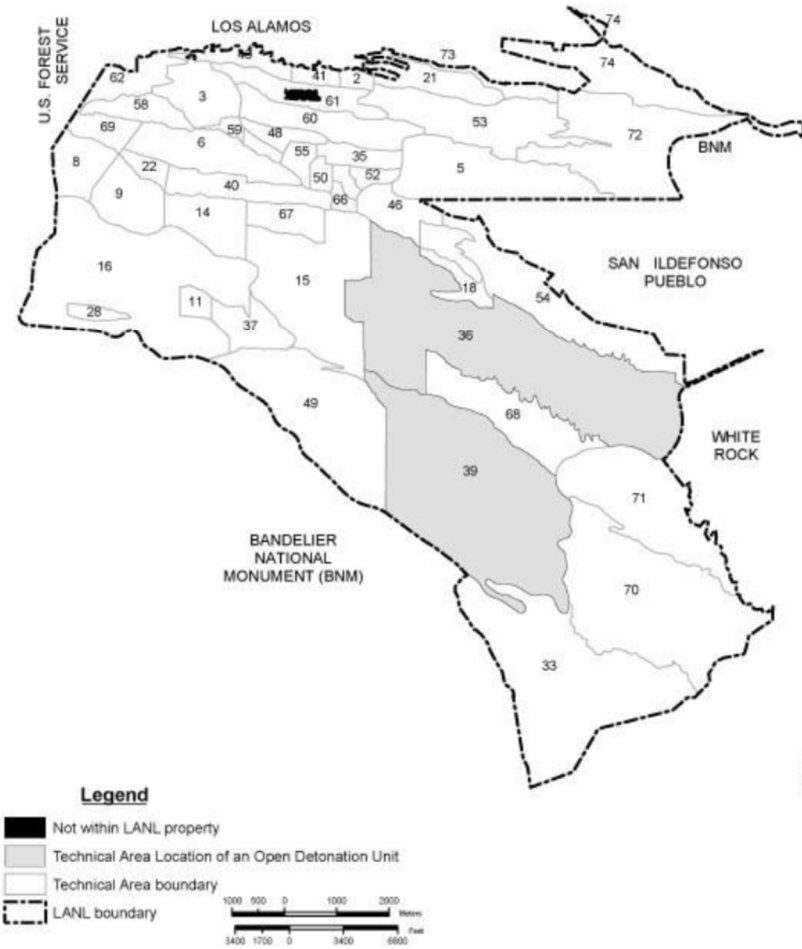 74
LOS ALAMOS
73
U.S. FOREST
SERVICE
62
41
2
21
74
3
61
58
60
53
72
69
59
48
6
BNM
55
35
8
22
5
50
52
9
40
66
46
14
67
SAN ILDEFONSO
PUEBLO
16
15
18
54
11
28
37
36
49
68
WHITE
ROCK
39
71
BANDELIER
NATIONAL
MONUMENT (BNM)
70
33
Legend
Not within LANL property
Technical Area Location of an Open Detonation Unit
Technical Area boundary
LANL boundary
1000 500 0 1000 2000
Meters
Feet
3400 1700 0 3400 6800